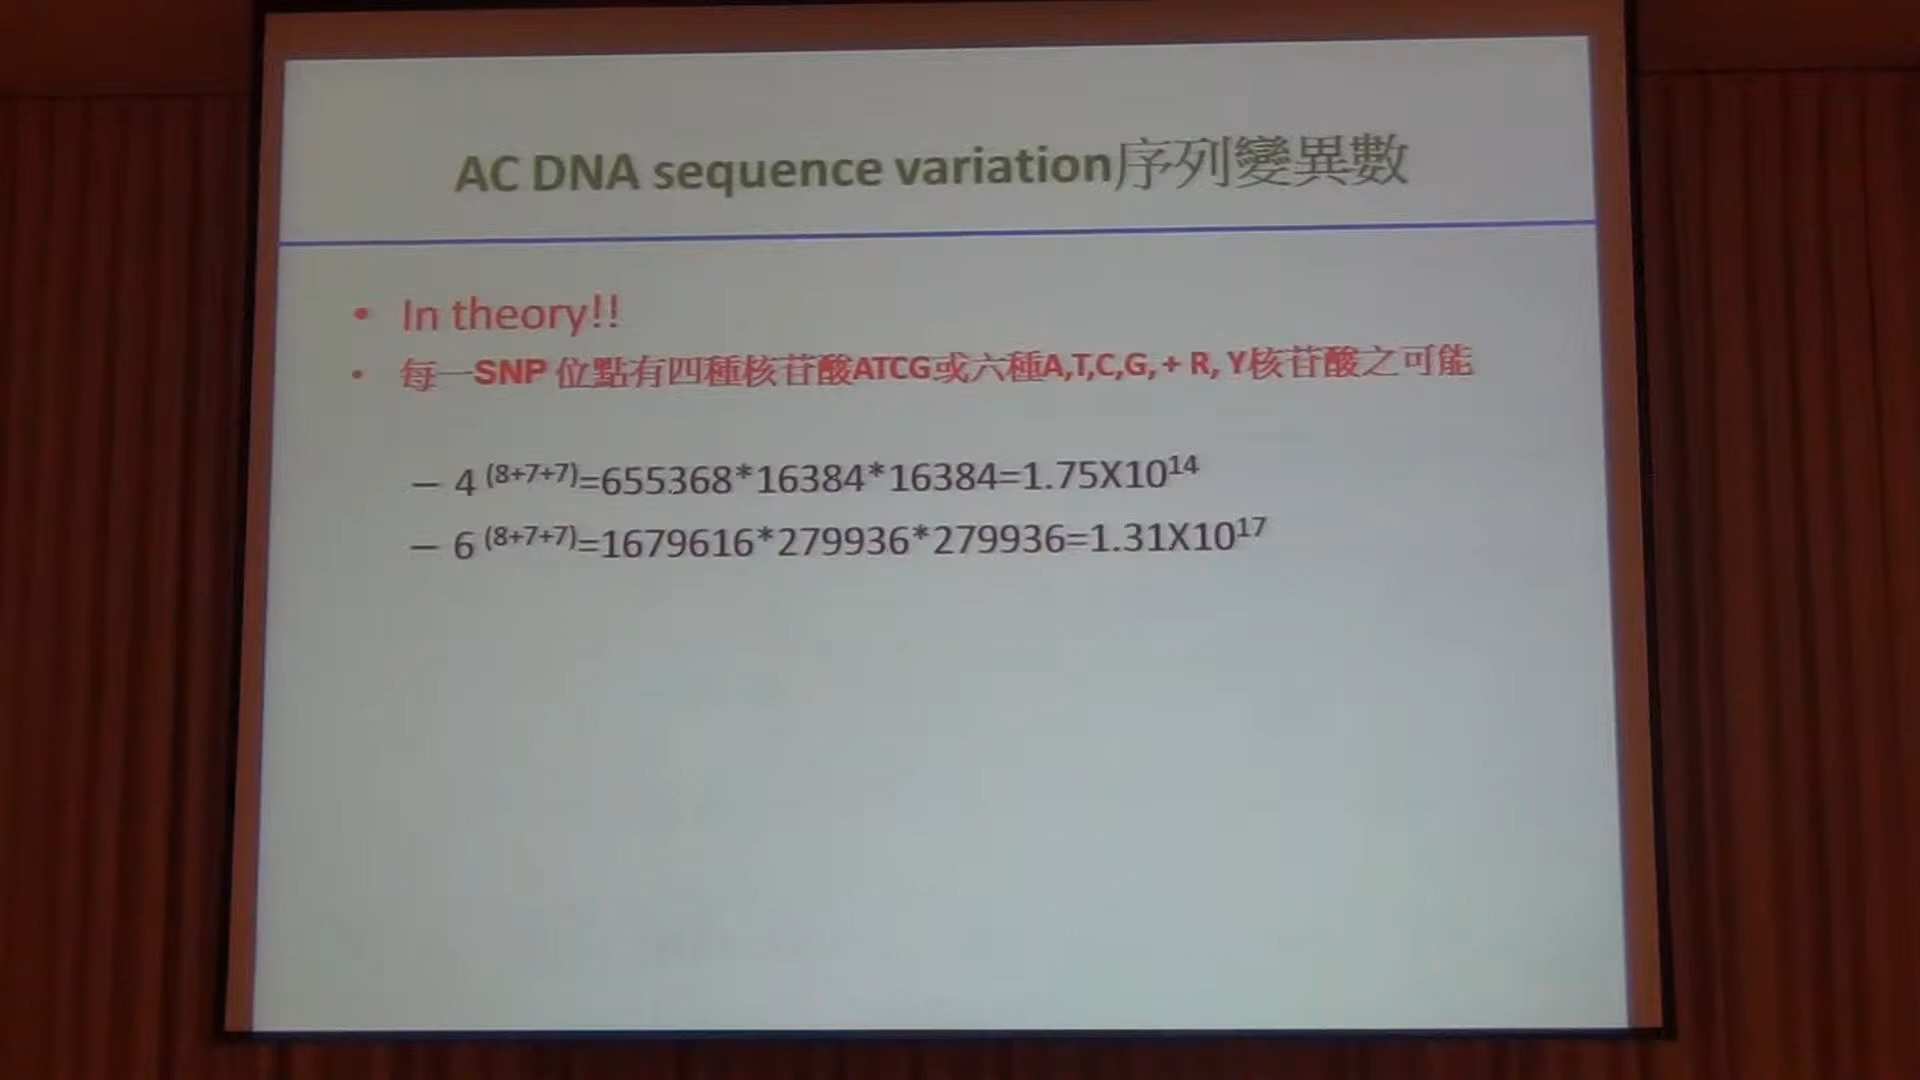 AC DNA sequence variation序列變異數
• In theory!!
• 每一SNP 位點有四種核苷酸ATCG或六種A,T,C,G, + R, Y核苷酸之可能
– 4 (8+7+7)=655368*16384*16384=1.75X10¹⁴
– 6 (8+7+7)=1679616*279936*279936=1.31X10¹⁷